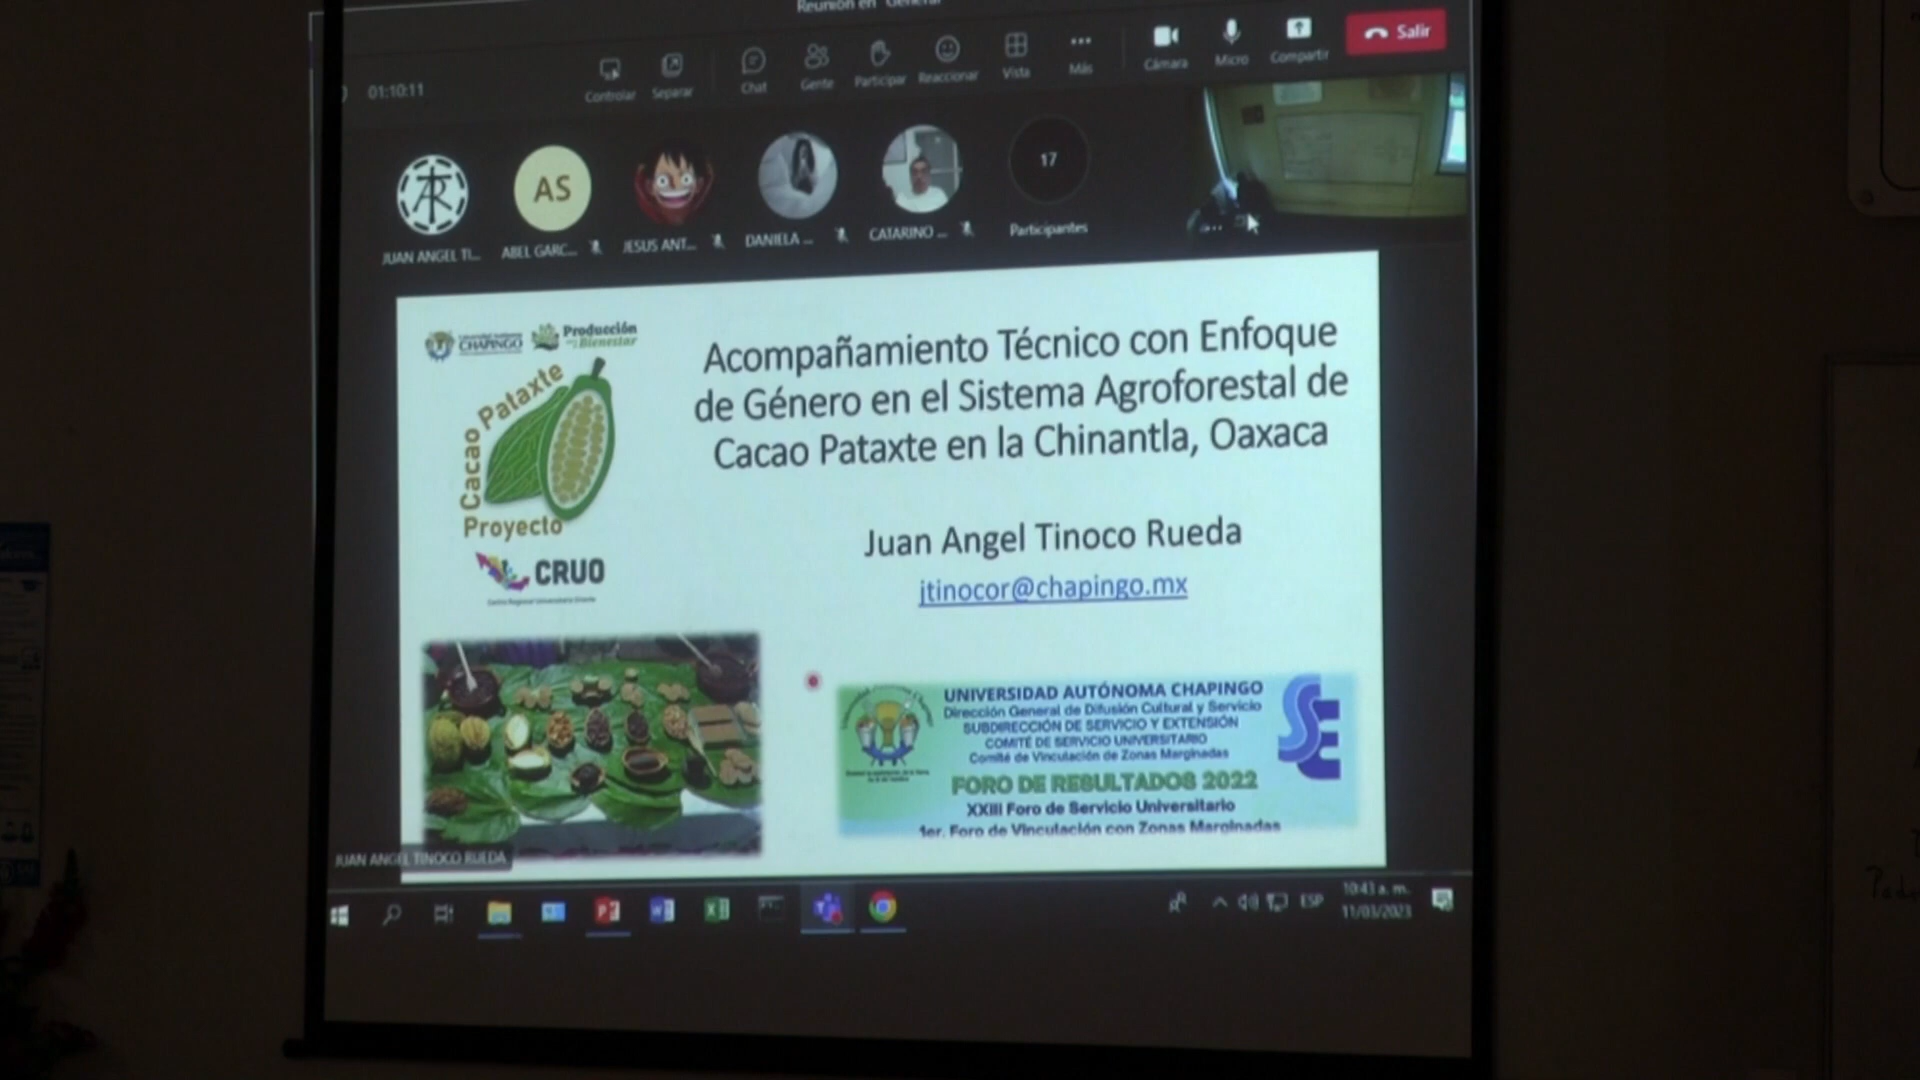 Reunión en "General"
01:10:11
Controlar
Separar
Chat
Gente
Participar
Reaccionar
Vista
Más
Cámara
Micro
Compartir
Salir
AS
17
JUAN ANGEL TI...
ABEL GARC...
JESUS ANT...
DANIELA ...
CATARINO ...
Participantes
CHAPINGO
Producción
Bienestar
Cacao Pataxte
Proyecto
CRUO
Centro Regional Universitario Oriente
Acompañamiento Técnico con Enfoque
de Género en el Sistema Agroforestal de
Cacao Pataxte en la Chinantla, Oaxaca
Juan Angel Tinoco Rueda
jtinocor@chapingo.mx
UNIVERSIDAD AUTÓNOMA CHAPINGO
Dirección General de Difusión Cultural y Servicio
SUBDIRECCIÓN DE SERVICIO Y EXTENSIÓN
COMITÉ DE SERVICIO UNIVERSITARIO
Comité de Vinculación de Zonas Marginadas
FORO DE RESULTADOS 2022
XXIII Foro de Servicio Universitario
1er. Foro de Vinculación con Zonas Marginadas
SE
JUAN ANGEL TINOCO RUEDA
ESP
10:43 a. m.
11/03/2023